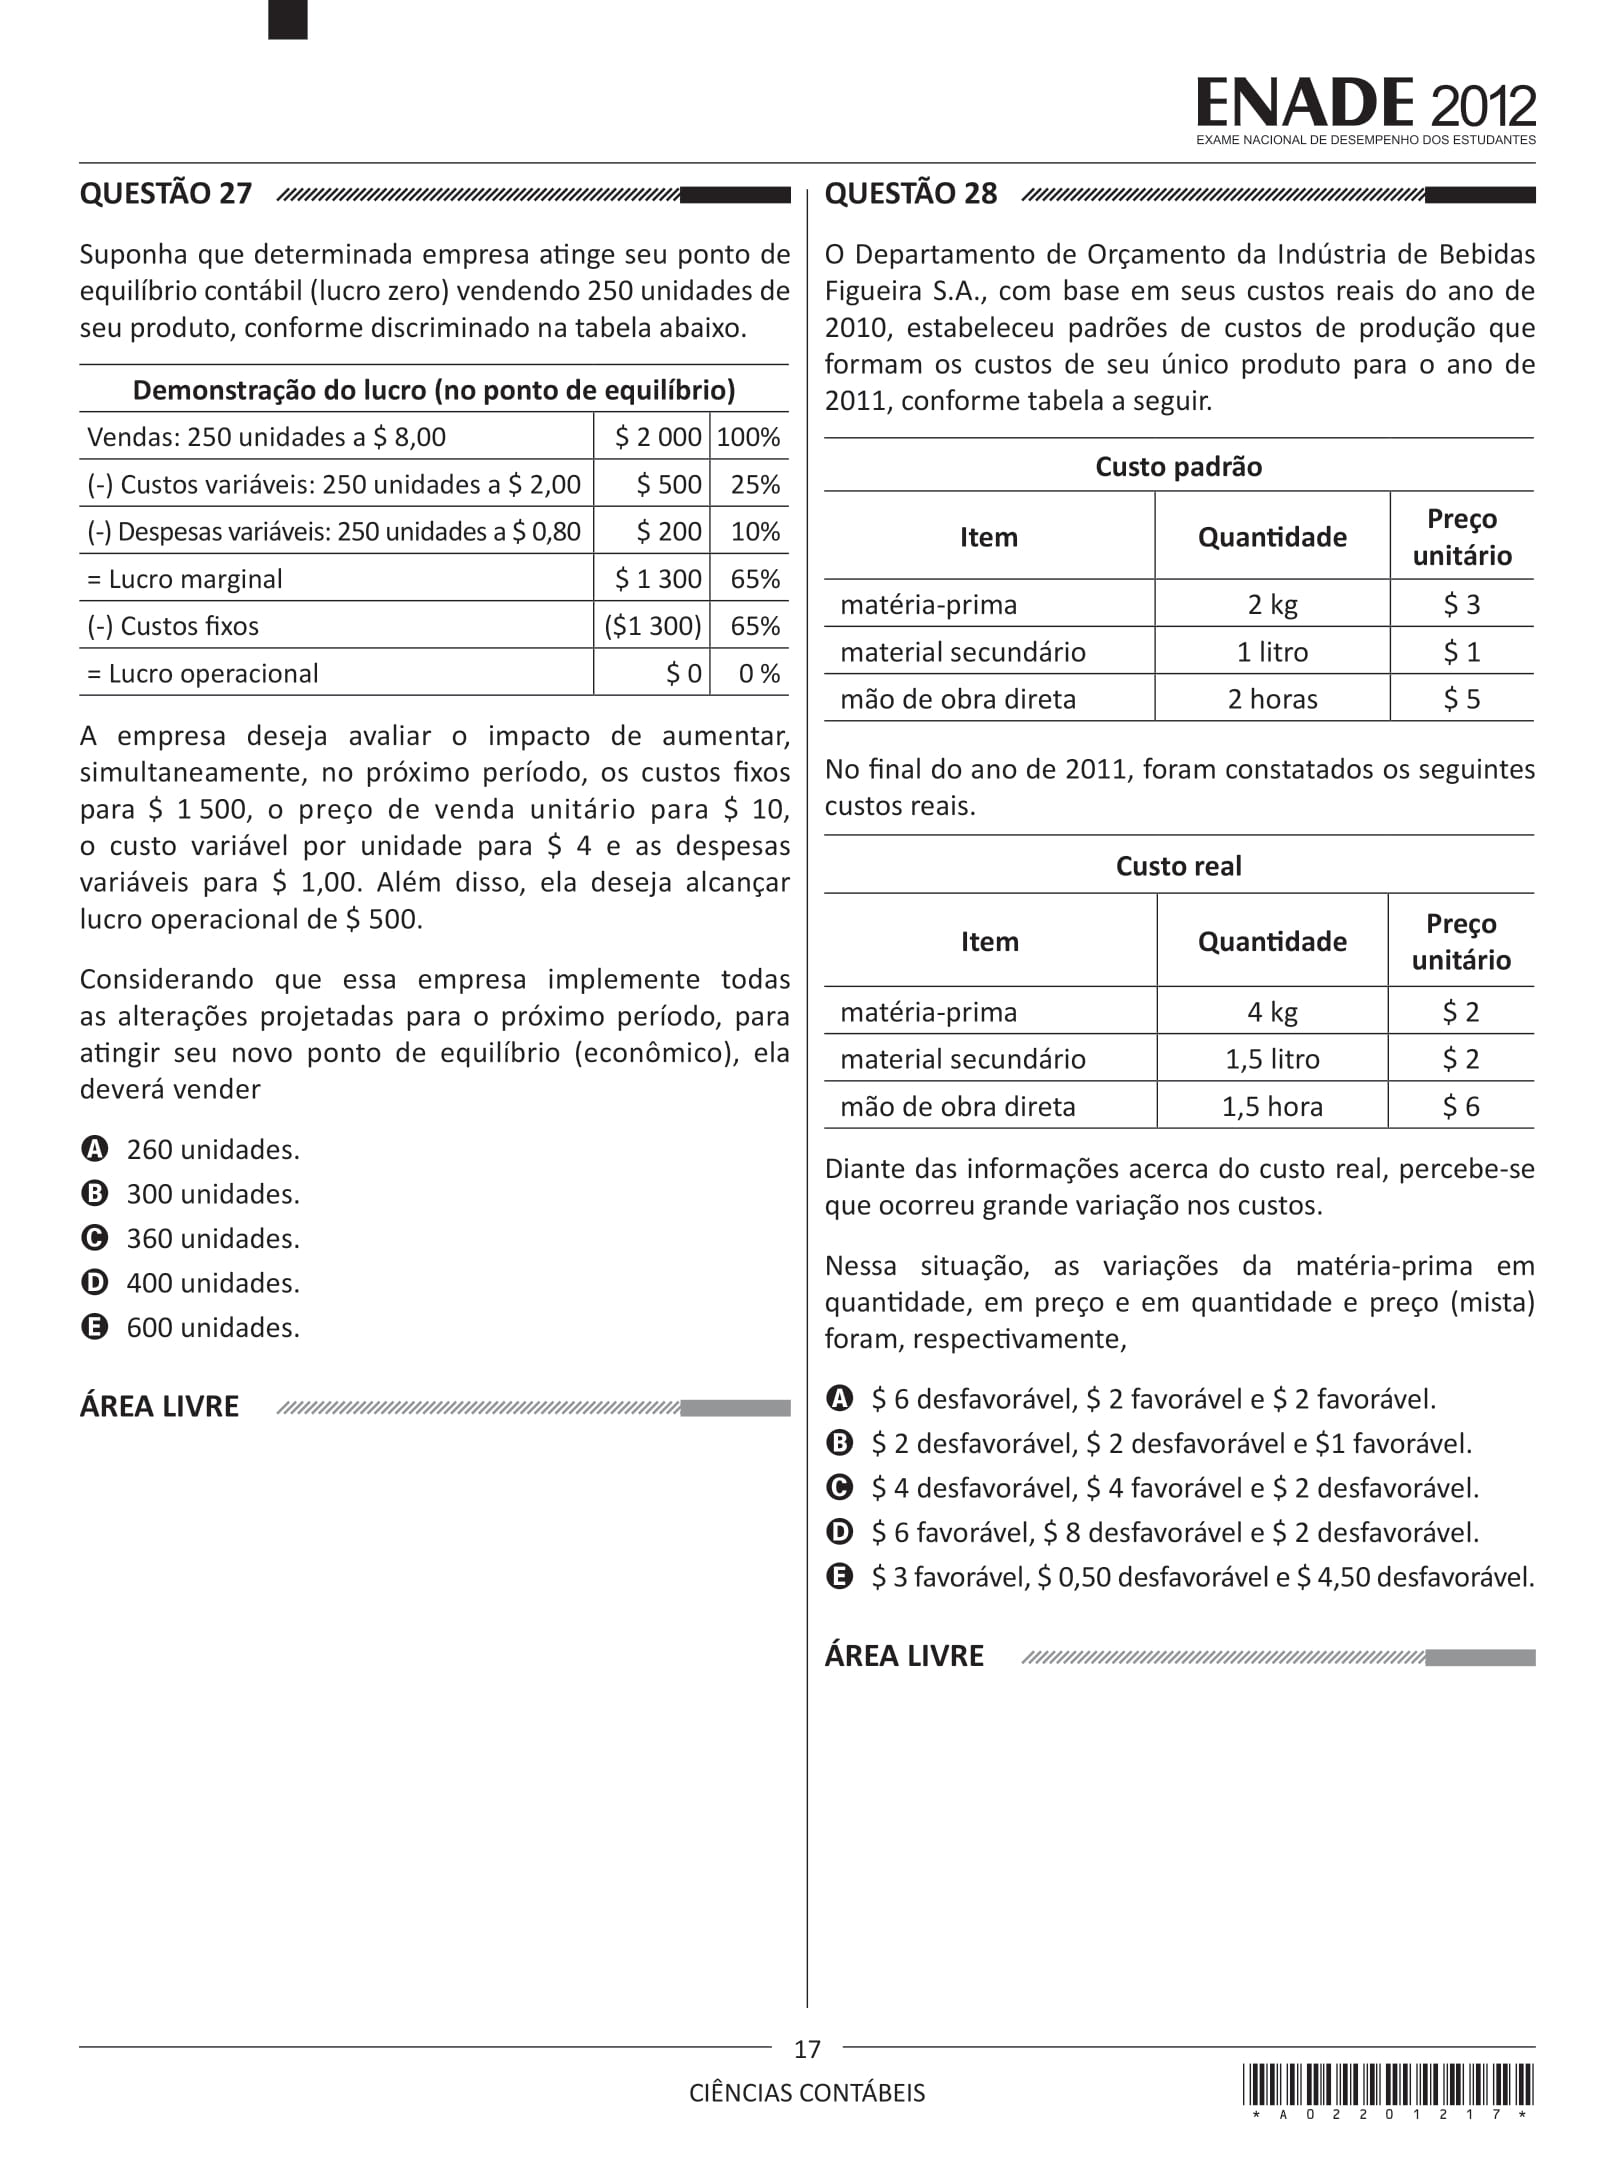 ENADE 2012
EXAME NACIONAL DE DESEMPENHO DOS ESTUDANTES
QUESTÃO 27
Suponha que determinada empresa atinge seu ponto de
equilíbrio contábil (lucro zero) vendendo 250 unidades de
seu produto, conforme discriminado na tabela abaixo.
Demonstração do lucro (no ponto de equilíbrio)
Vendas: 250 unidades a $ 8,00 $ 2 000 100%
(-) Custos variáveis: 250 unidades a $ 2,00 $ 500 25%
(-) Despesas variáveis: 250 unidades a $ 0,80 $ 200 10%
= Lucro marginal $ 1 300 65%
(-) Custos fixos ($1 300) 65%
= Lucro operacional $ 0 0 %
A empresa deseja avaliar o impacto de aumentar,
simultaneamente, no próximo período, os custos fixos
para $ 1 500, o preço de venda unitário para $ 10,
o custo variável por unidade para $ 4 e as despesas
variáveis para $ 1,00. Além disso, ela deseja alcançar
lucro operacional de $ 500.
Considerando que essa empresa implemente todas
as alterações projetadas para o próximo período, para
atingir seu novo ponto de equilíbrio (econômico), ela
deverá vender
A 260 unidades.
B 300 unidades.
C 360 unidades.
D 400 unidades.
E 600 unidades.
ÁREA LIVRE
QUESTÃO 28
O Departamento de Orçamento da Indústria de Bebidas
Figueira S.A., com base em seus custos reais do ano de
2010, estabeleceu padrões de custos de produção que
formam os custos de seu único produto para o ano de
2011, conforme tabela a seguir.
Custo padrão
Item Quantidade Preço
unitário
matéria-prima 2 kg $ 3
material secundário 1 litro $ 1
mão de obra direta 2 horas $ 5
No final do ano de 2011, foram constatados os seguintes
custos reais.
Custo real
Item Quantidade Preço
unitário
matéria-prima 4 kg $ 2
material secundário 1,5 litro $ 2
mão de obra direta 1,5 hora $ 6
Diante das informações acerca do custo real, percebe-se
que ocorreu grande variação nos custos.
Nessa situação, as variações da matéria-prima em
quantidade, em preço e em quantidade e preço (mista)
foram, respectivamente,
A $ 6 desfavorável, $ 2 favorável e $ 2 favorável.
B $ 2 desfavorável, $ 2 desfavorável e $1 favorável.
C $ 4 desfavorável, $ 4 favorável e $ 2 desfavorável.
D $ 6 favorável, $ 8 desfavorável e $ 2 desfavorável.
E $ 3 favorável, $ 0,50 desfavorável e $ 4,50 desfavorável.
ÁREA LIVRE
17
CIÊNCIAS CONTÁBEIS
* A 0 2 2 0 1 2 1 7 *